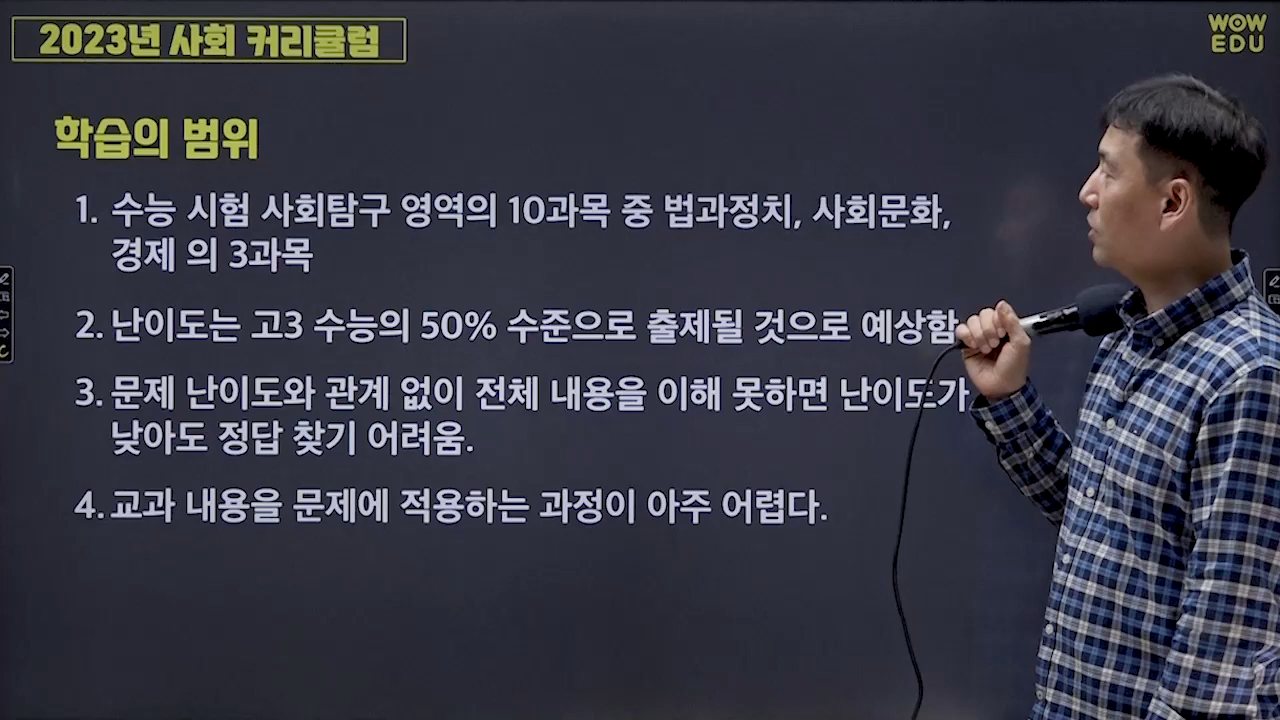 2023년 사회 커리큘럼
WOW
EDU
학습의 범위
1. 수능 시험 사회탐구 영역의 10과목 중 법과정치, 사회문화,
경제 의 3과목
2. 난이도는 고3 수능의 50% 수준으로 출제될 것으로 예상함
3. 문제 난이도와 관계 없이 전체 내용을 이해 못하면 난이도가
낮아도 정답 찾기 어려움.
4. 교과 내용을 문제에 적용하는 과정이 아주 어렵다.